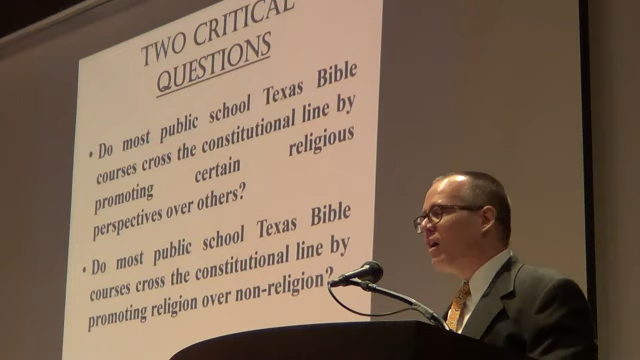 TWO CRITICAL
QUESTIONS
• Do most public school Texas Bible
courses cross the constitutional line by
promoting certain religious
perspectives over others?
• Do most public school Texas Bible
courses cross the constitutional line by
promoting religion over non-religion?